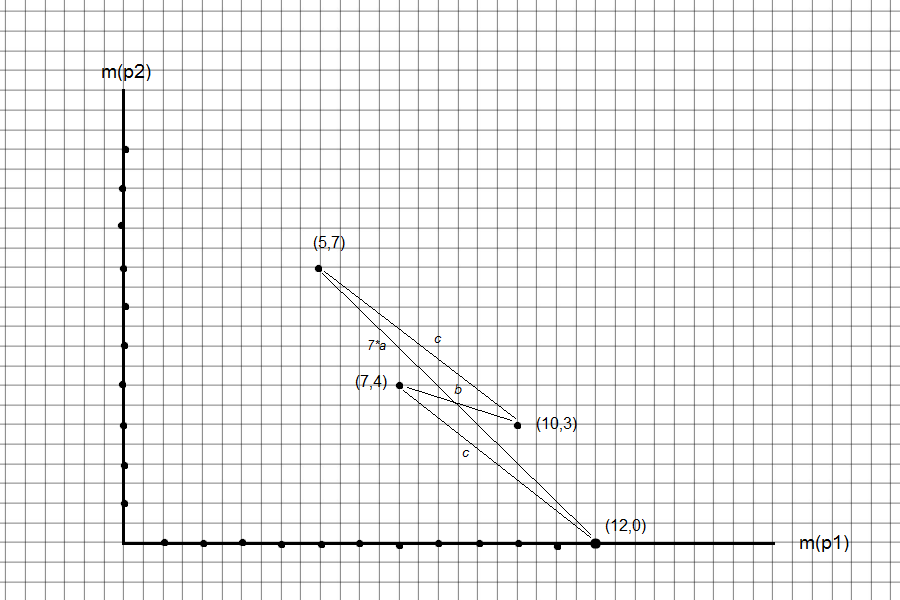 m(p2)
(5,7)
7*a
c
(7,4)
b
(10,3)
c
(12,0)
m(p1)